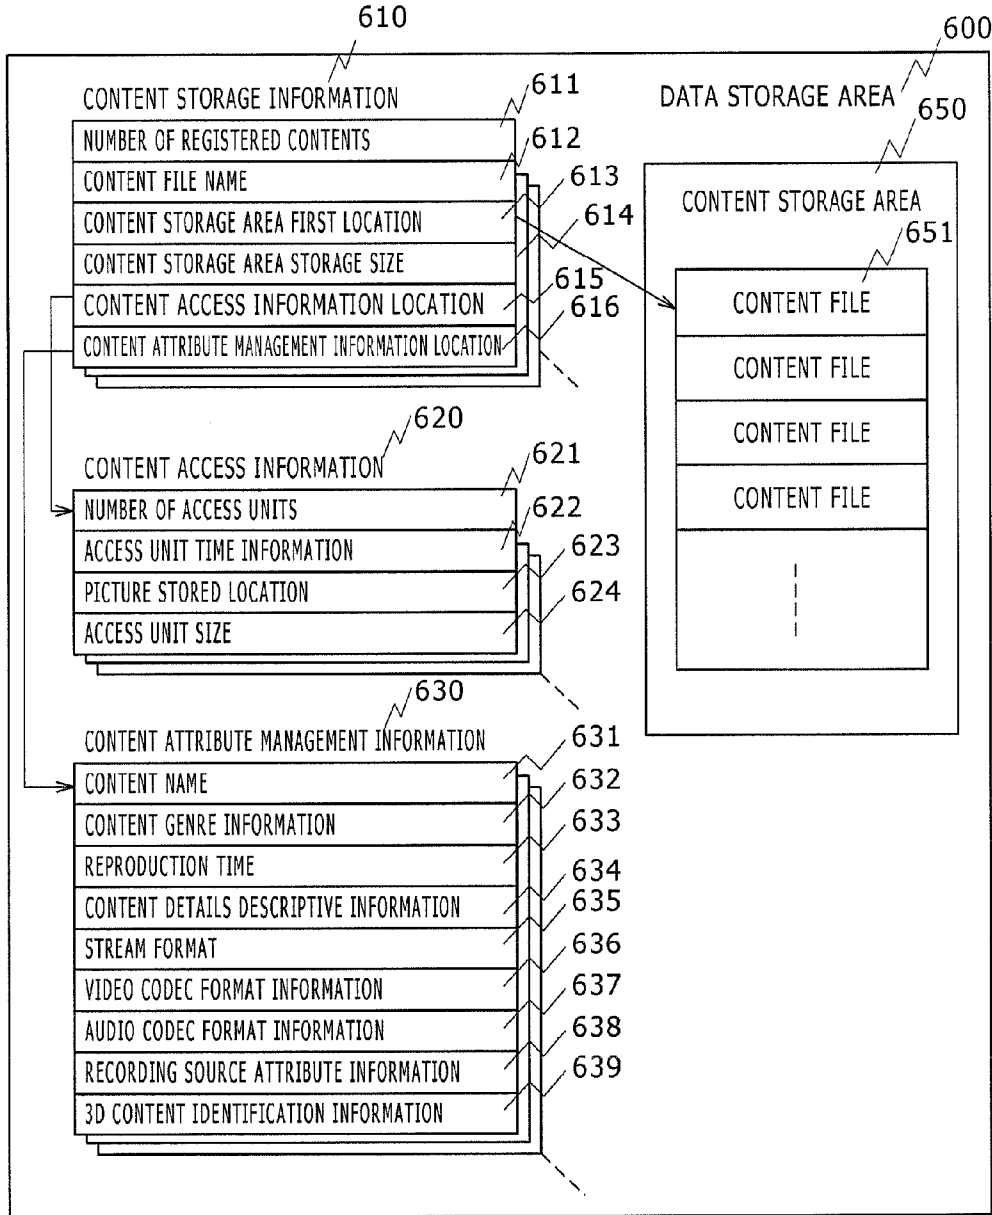 610
600
CONTENT STORAGE INFORMATION
DATA STORAGE AREA
611
NUMBER OF REGISTERED CONTENTS
612
CONTENT FILE NAME
613
CONTENT STORAGE AREA FIRST LOCATION
614
CONTENT STORAGE AREA STORAGE SIZE
615
CONTENT ACCESS INFORMATION LOCATION
616
CONTENT ATTRIBUTE MANAGEMENT INFORMATION LOCATION
650
CONTENT STORAGE AREA
651
CONTENT FILE
CONTENT FILE
CONTENT FILE
CONTENT FILE
620
CONTENT ACCESS INFORMATION
621
NUMBER OF ACCESS UNITS
622
ACCESS UNIT TIME INFORMATION
623
PICTURE STORED LOCATION
624
ACCESS UNIT SIZE
630
CONTENT ATTRIBUTE MANAGEMENT INFORMATION
631
CONTENT NAME
632
CONTENT GENRE INFORMATION
633
REPRODUCTION TIME
634
CONTENT DETAILS DESCRIPTIVE INFORMATION
635
STREAM FORMAT
636
VIDEO CODEC FORMAT INFORMATION
637
AUDIO CODEC FORMAT INFORMATION
638
RECORDING SOURCE ATTRIBUTE INFORMATION
639
3D CONTENT IDENTIFICATION INFORMATION